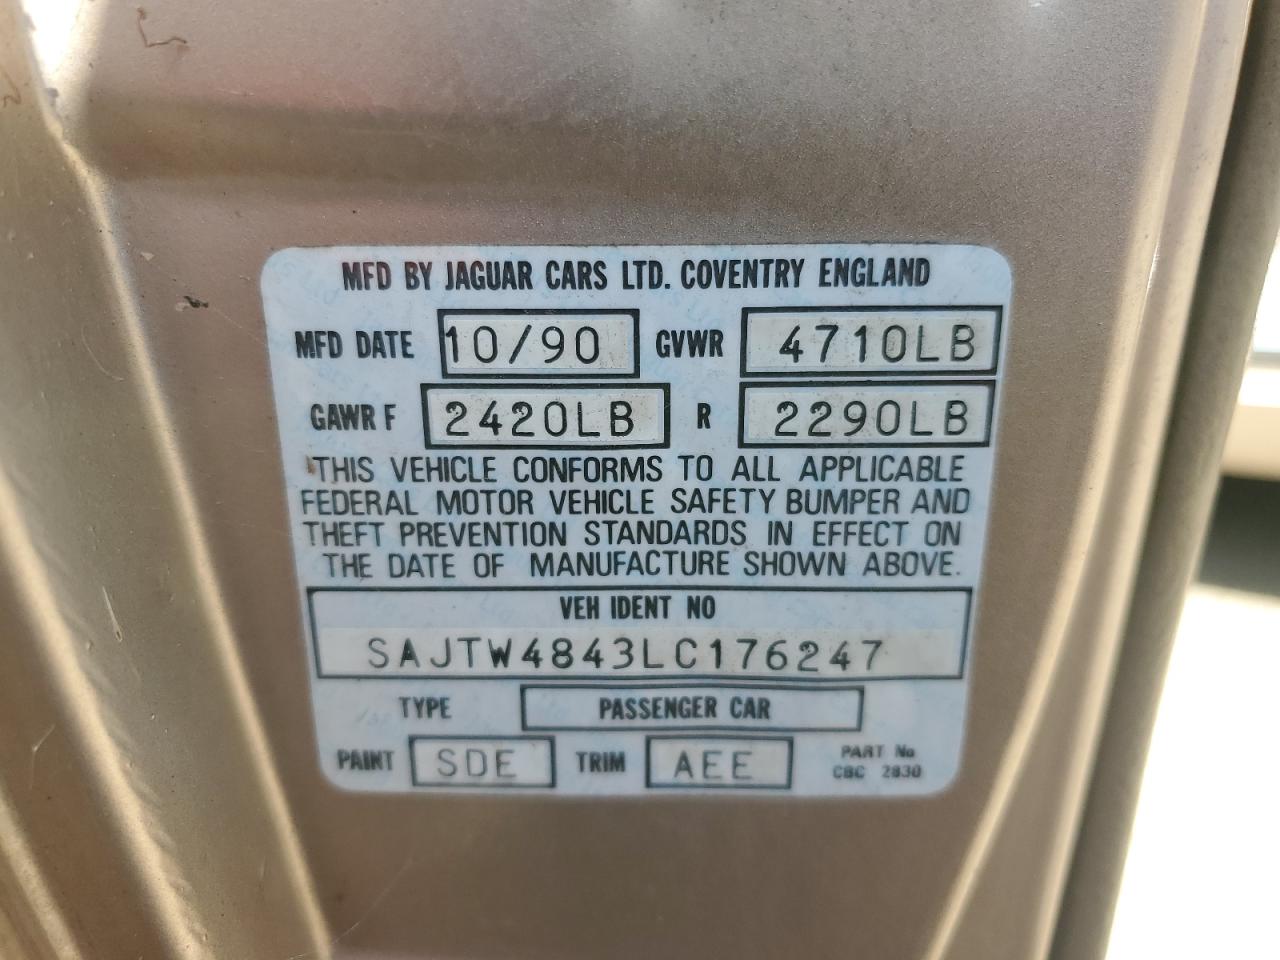 MFD BY JAGUAR CARS LTD. COVENTRY ENGLAND
MFD DATE 10/90 GVWR 4710LB
GAWR F 2420LB R 2290LB
THIS VEHICLE CONFORMS TO ALL APPLICABLE
FEDERAL MOTOR VEHICLE SAFETY BUMPER AND
THEFT PREVENTION STANDARDS IN EFFECT ON
THE DATE OF MANUFACTURE SHOWN ABOVE.
VEH IDENT NO
SAJTW4843LC176247
TYPE PASSENGER CAR
PAINT SDE TRIM AEE PART No
CBC 2830